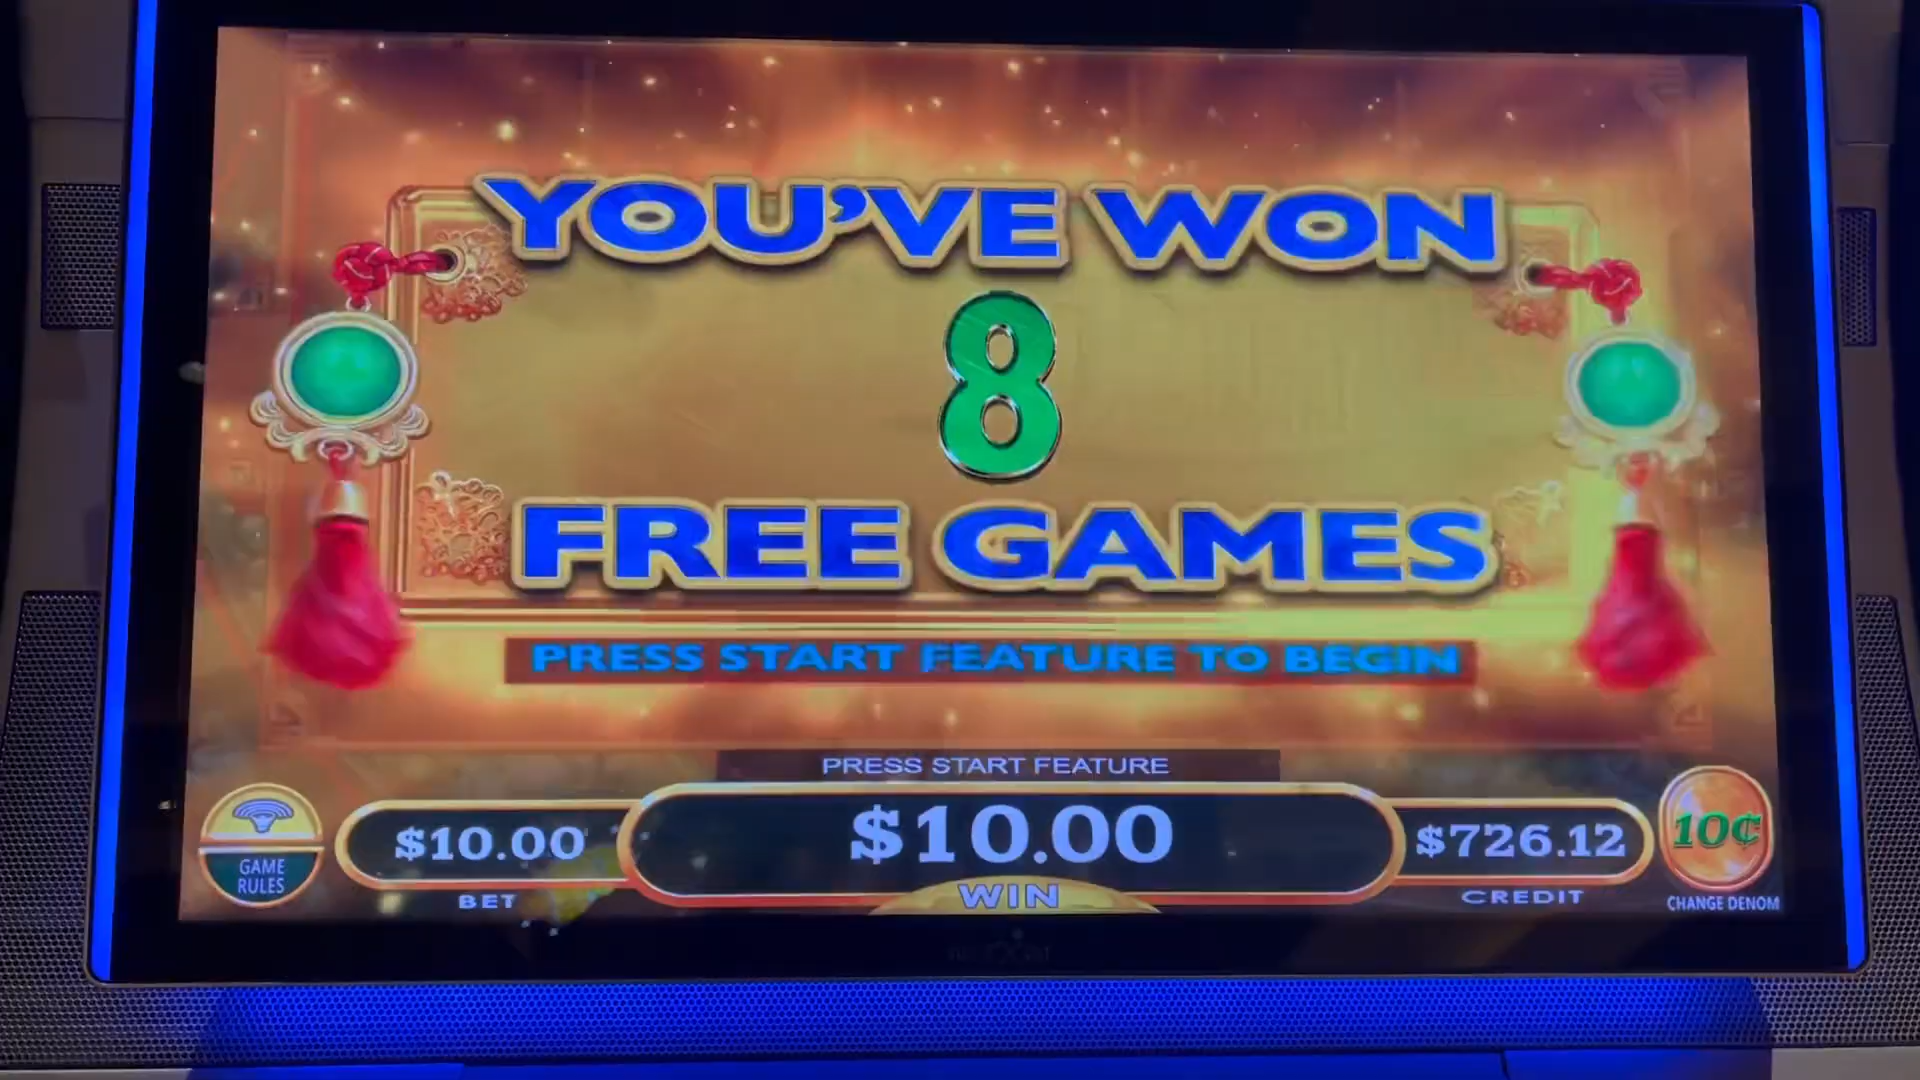 YOU'VE WON
8
FREE GAMES
PRESS START FEATURE TO BEGIN
PRESS START FEATURE
GAME
RULES
$10.00
BET
$10.00
WIN
$726.12
CREDIT
10¢
CHANGE DENOM